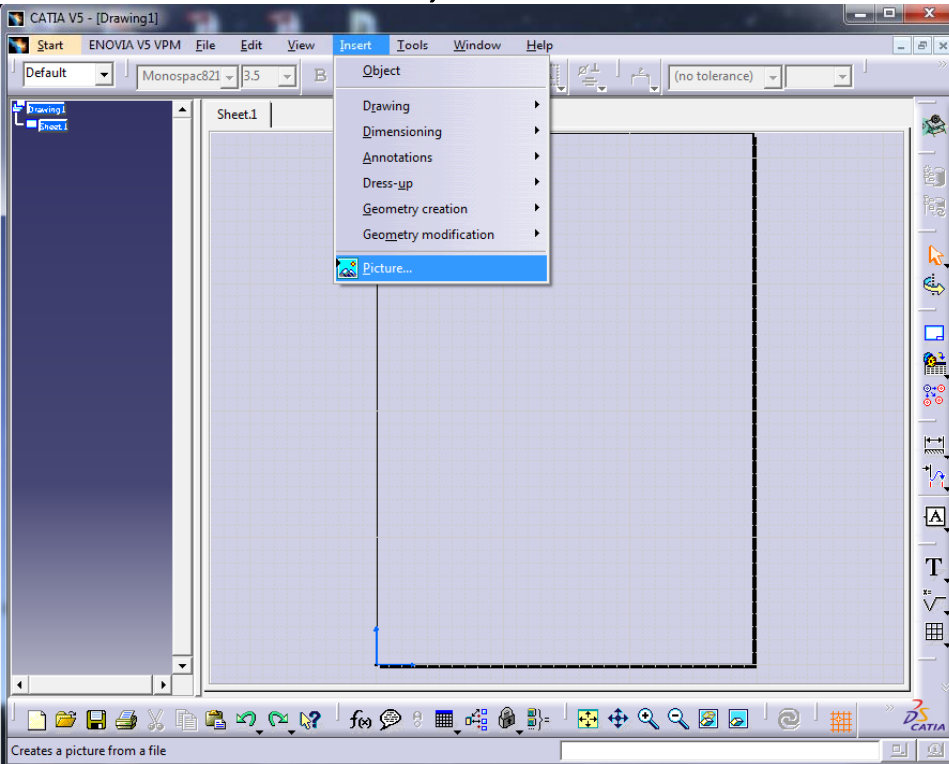 CATIA V5 - [Drawing1]
Start ENOVIA V5 VPM File Edit View Insert Tools Window Help
Default Monospac821 3.5 B (no tolerance)
Object
Drawing
Dimensioning
Annotations
Dress-up
Geometry creation
Geometry modification
Picture...
Drawing1
Sheet.1
Sheet.1
A
T
f(x)
CATIA
Creates a picture from a file